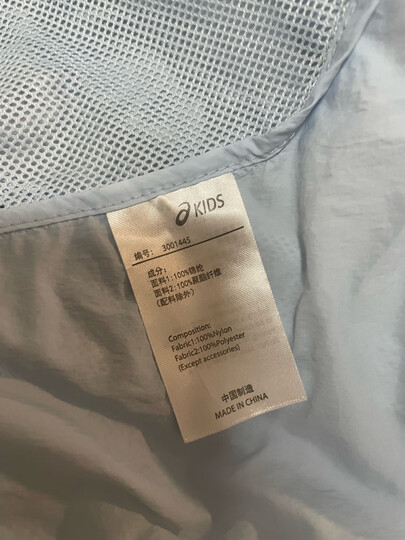 KIDS
编号： 3001445
成分：
面料1:100%锦纶
面料2:100%聚酯纤维
（配料除外）
Composition:
Fabric1:100%Nylon
Fabric2:100%Polyester
(Except accessories)
中国制造
MADE IN CHINA